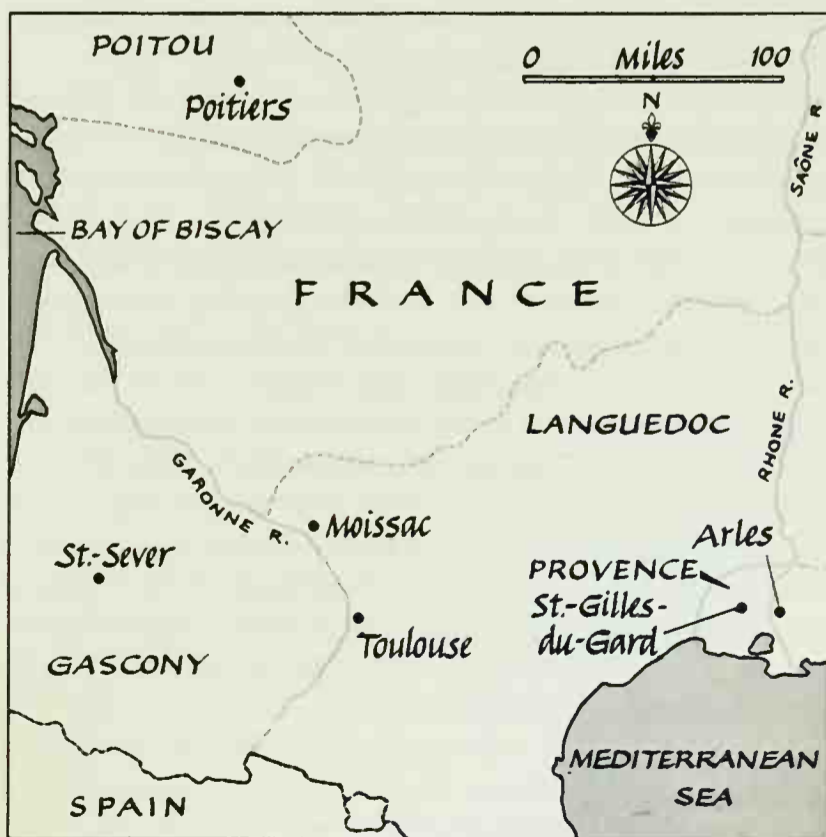 POITOU
Poitiers
0 Miles 100
N
SAÔNE R
BAY OF BISCAY
FRANCE
LANGUEDOC
RHONE R.
GARONNE R.
Moissac
Arles
St.-Sever
PROVENCE
St.-Gilles-
du-Gard
Toulouse
GASCONY
MEDITERRANEAN
SEA
SPAIN